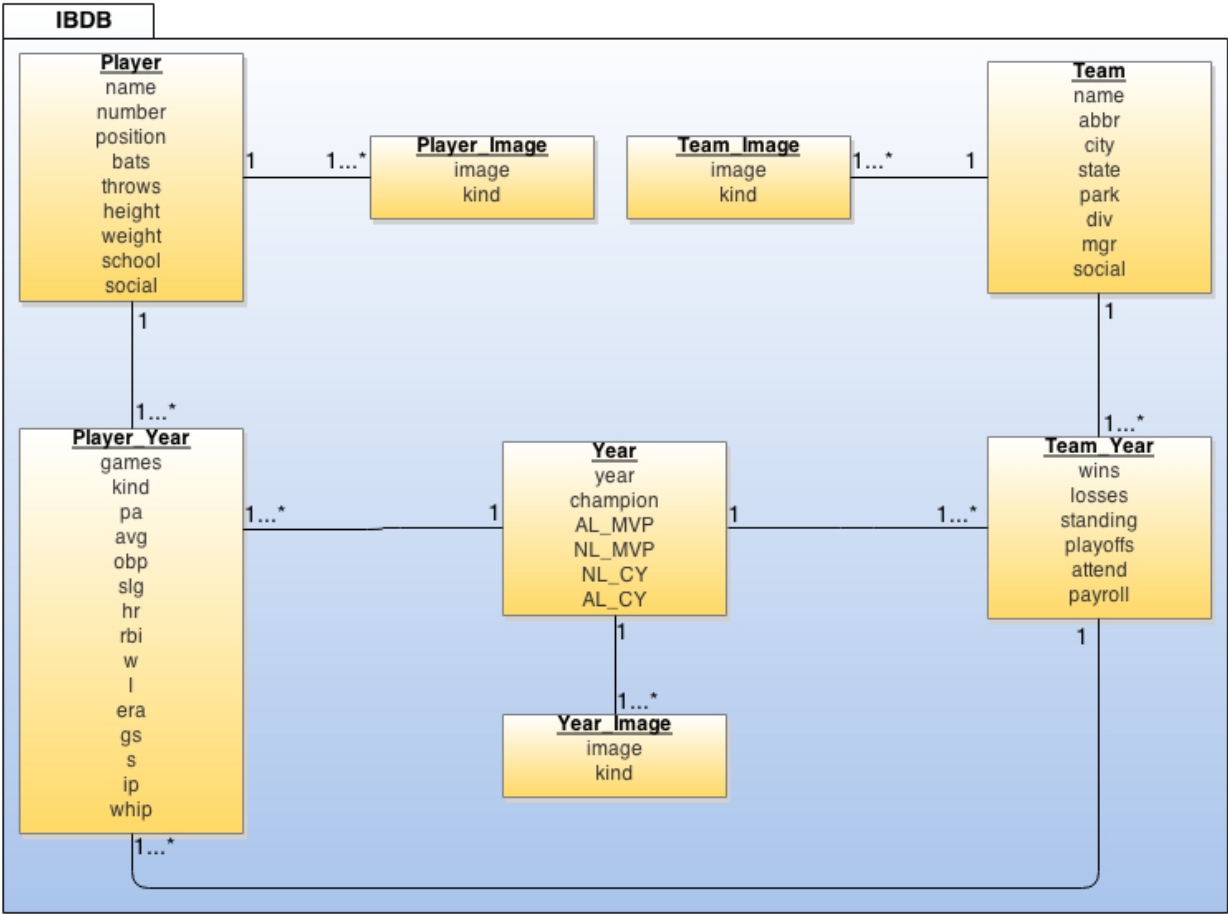 IBDB
Player
name
number
position
bats
throws
height
weight
school
social
1
1...*
Player_Image
image
kind
Team_Image
image
kind
1...*
1
Team
name
abbr
city
state
park
div
mgr
social
1
1...*
1
1...*
Player_Year
games
kind
pa
avg
obp
slg
hr
rbi
w
l
era
gs
s
ip
whip
1...*
1
Year
year
champion
AL_MVP
NL_MVP
NL_CY
AL_CY
1
1...*
Team_Year
wins
losses
standing
playoffs
attend
payroll
1
1
1...*
Year_Image
image
kind
1...*